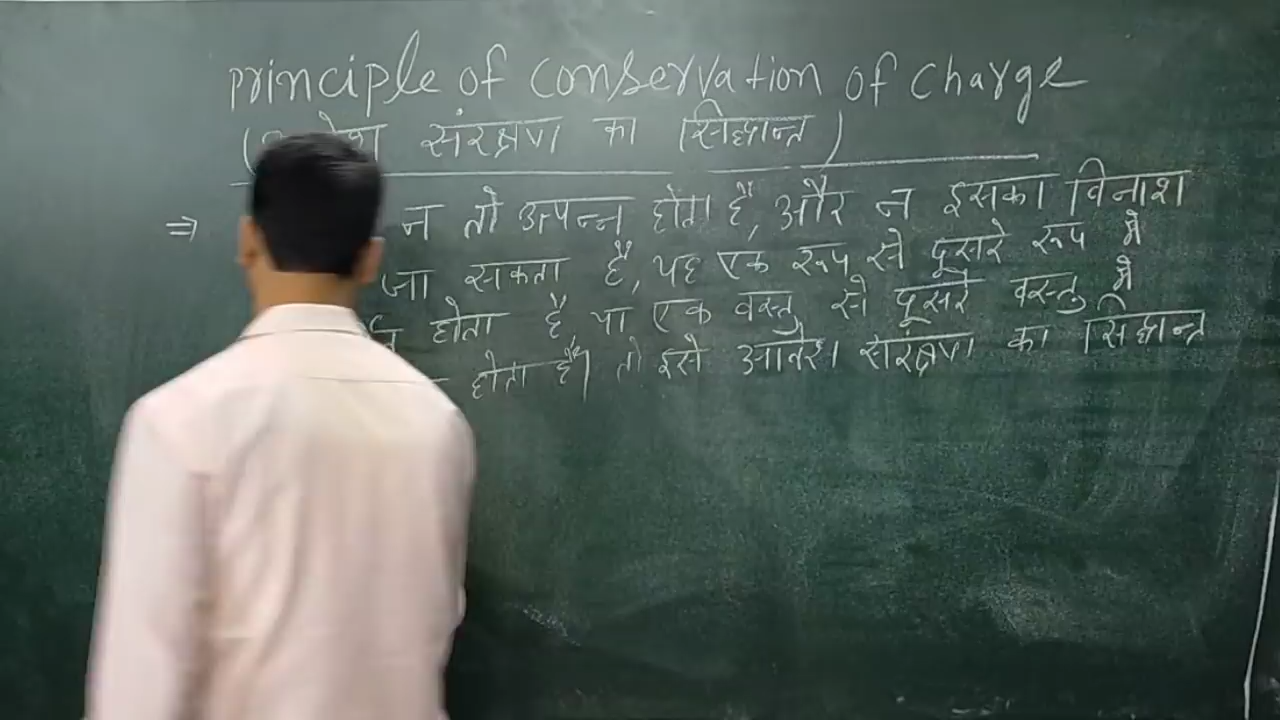 principle of conservation of charge
( संरक्षण का सिद्धान्त )
⇒ न तो उत्पन्न होता है, और न इसका विनाश
जा सकता है, यह एक रूप से दूसरे रूप में
होता है, या एक वस्तु से दूसरे वस्तु में
होता है। तो इसे आवेश संरक्षण का सिद्धान्त